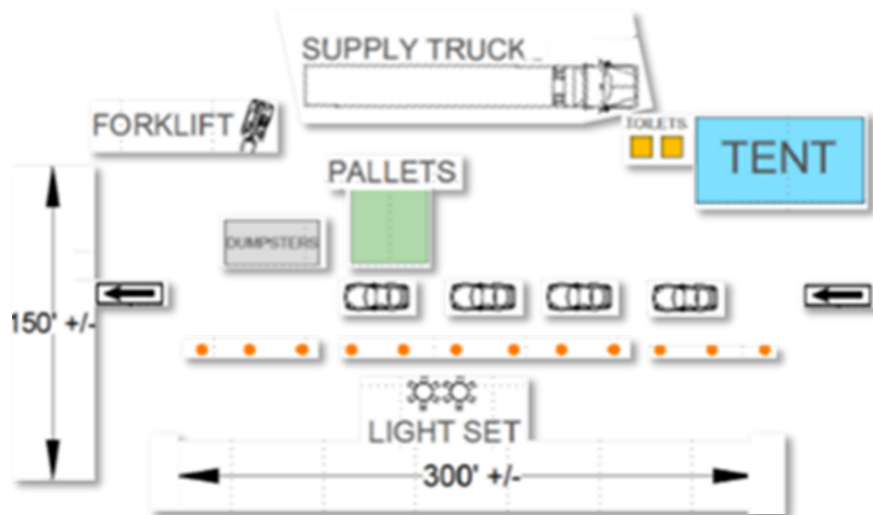 SUPPLY TRUCK
FORKLIFT
TOILETS
TENT
PALLETS
DUMPSTERS
150' +/-
LIGHT SET
300' +/-